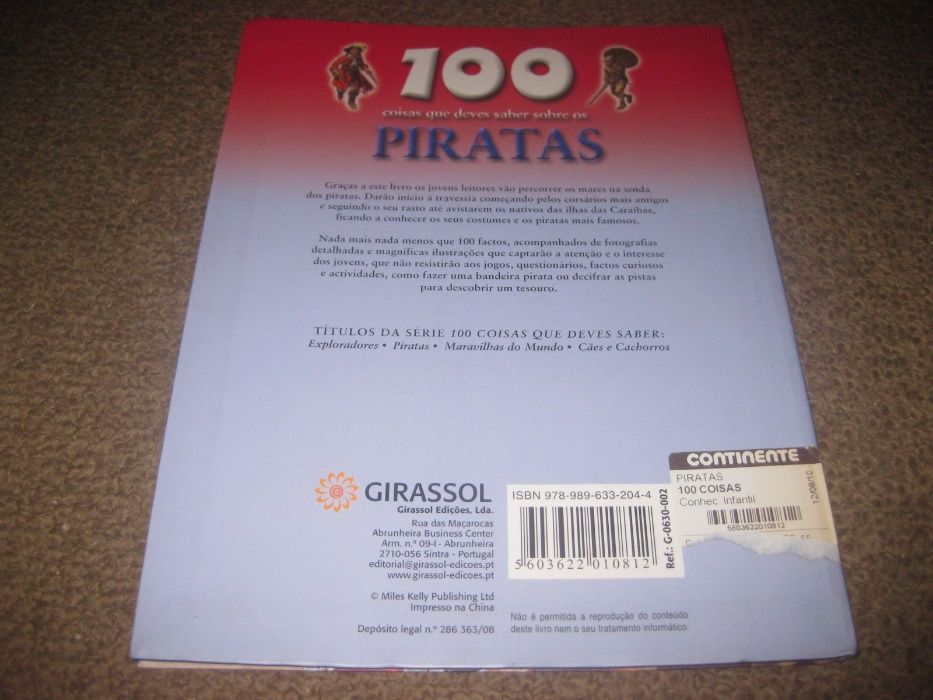 100
coisas que deves saber sobre os
PIRATAS
Graças a este livro os jovens leitores vão percorrer os mares na senda
dos piratas. Darão início à travessia começando pelos corsários mais antigos
e seguindo o seu rasto até avistarem os nativos das ilhas das Caraíbas,
ficando a conhecer os seus costumes e os piratas mais famosos.
Nada mais nada menos que 100 factos, acompanhados de fotografias
detalhadas e magníficas ilustrações que captarão a atenção e o interesse
dos jovens, que não resistirão aos jogos, questionários, factos curiosos
e actividades, como fazer uma bandeira pirata ou decifrar as pistas
para descobrir um tesouro.
TÍTULOS DA SÉRIE 100 COISAS QUE DEVES SABER:
Exploradores • Piratas • Maravilhas do Mundo • Cães e Cachorros
GIRASSOL
Girassol Edições, Lda.
Rua das Maçarocas
Abrunheira Business Center
Arm. n.º 09-I - Abrunheira
2710-056 Sintra - Portugal
editorial@girassol-edicoes.pt
www.girassol-edicoes.pt
© Miles Kelly Publishing Ltd
Impresso na China
Depósito legal n.º 286 363/08
ISBN 978-989-633-204-4
5 603622 010812
Ref.: G-0630-002
CONTINENTE
PIRATAS
100 COISAS
Conhec. Infantil
5603622010812
12/08/10
Não é permitida a reprodução do conteúdo
deste livro nem o seu tratamento informático.